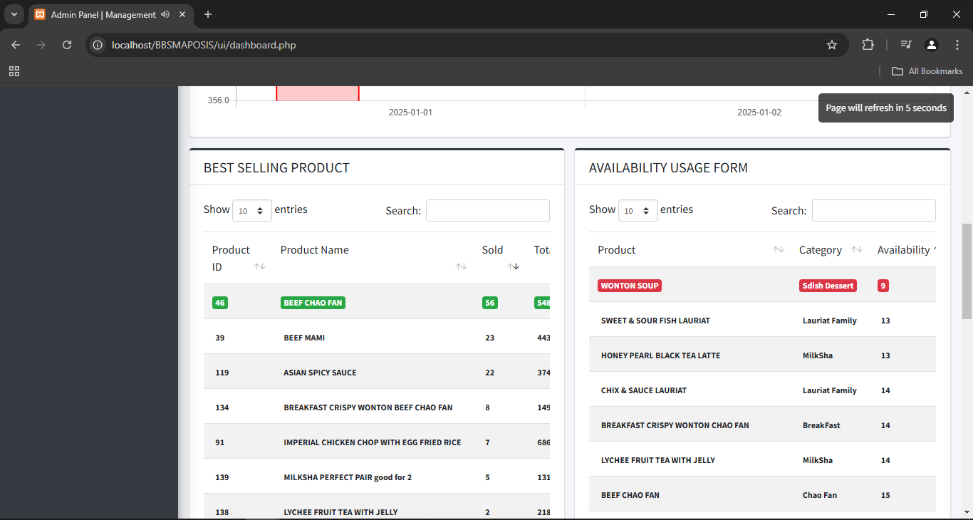 Admin Panel | Management
localhost/BBSMAPOSIS/ui/dashboard.php
All Bookmarks
356.0
2025-01-01
2025-01-02
Page will refresh in 5 seconds
BEST SELLING PRODUCT
Show 10 entries
Search:
Product ID Product Name Sold Tota
46 BEEF CHAO FAN 56 548
39 BEEF MAMI 23 443
119 ASIAN SPICY SAUCE 22 374
134 BREAKFAST CRISPY WONTON BEEF CHAO FAN 8 149
91 IMPERIAL CHICKEN CHOP WITH EGG FRIED RICE 7 686
139 MILKSHA PERFECT PAIR good for 2 5 131
138 LYCHEE FRUIT TEA WITH JELLY 2 218
AVAILABILITY USAGE FORM
Show 10 entries
Search:
Product Category Availability
WONTON SOUP Sdish Dessert 9
SWEET & SOUR FISH LAURIAT Lauriat Family 13
HONEY PEARL BLACK TEA LATTE MilkSha 13
CHIX & SAUCE LAURIAT Lauriat Family 14
BREAKFAST CRISPY WONTON CHAO FAN BreakFast 14
LYCHEE FRUIT TEA WITH JELLY MilkSha 14
BEEF CHAO FAN Chao Fan 15